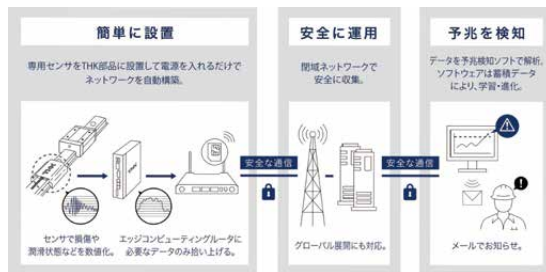 簡単に設置
専用センサをTHK部品に設置して電源を入れるだけで
ネットワークを自動構築。
センサで損傷や
潤滑状態などを数値化。
エッジコンピューティングルータに
必要なデータのみ拾い上げる。
安全な通信
安全に運用
閉域ネットワークで
安全に収集。
グローバル展開にも対応。
安全な通信
予兆を検知
データを予兆検知ソフトで解析。
ソフトウェアは蓄積データ
により、学習・進化。
メールでお知らせ。